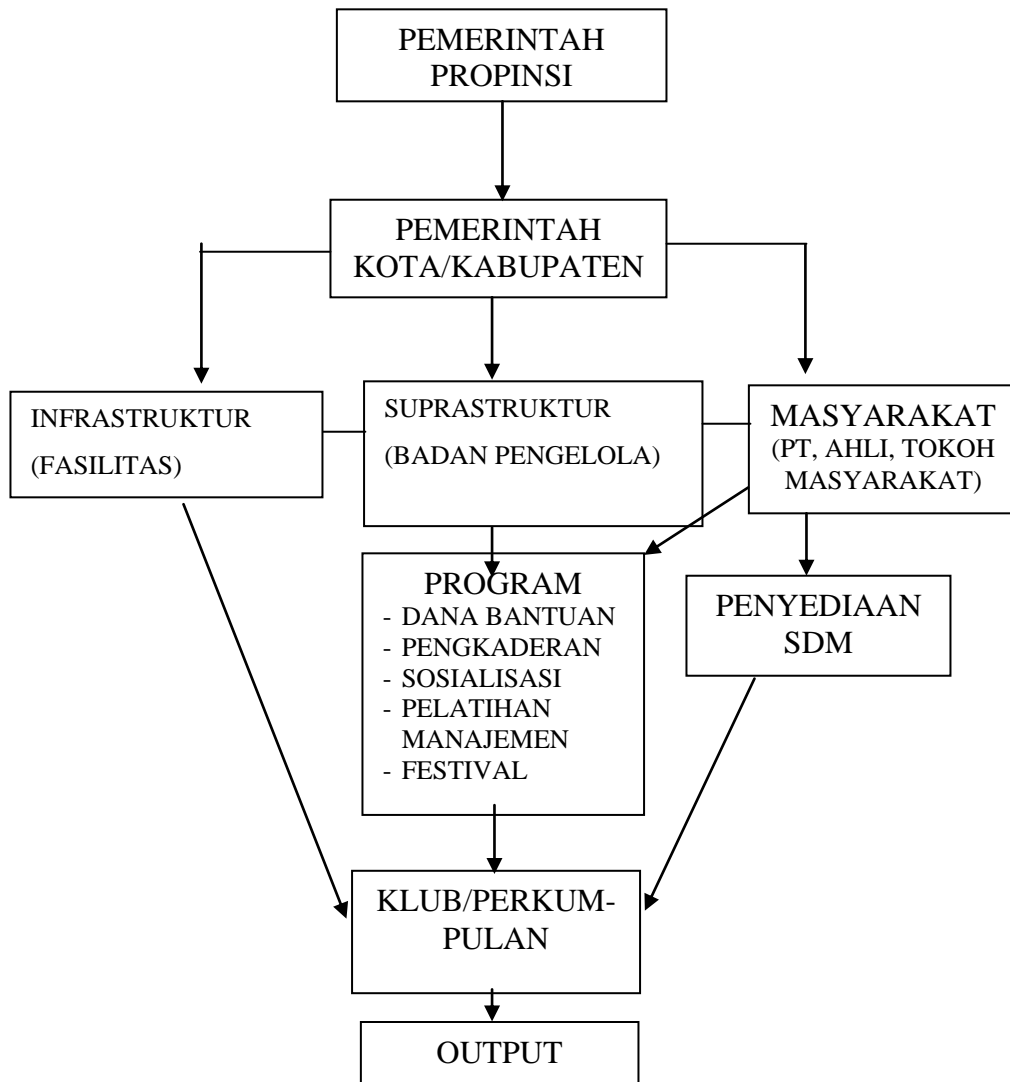 PEMERINTAH
PROPINSI
PEMERINTAH
KOTA/KABUPATEN
INFRASTRUKTUR
(FASILITAS)
SUPRASTRUKTUR
(BADAN PENGELOLA)
MASYARAKAT
(PT, AHLI, TOKOH
MASYARAKAT)
PROGRAM
- DANA BANTUAN
- PENGKADERAN
- SOSIALISASI
- PELATIHAN
MANAJEMEN
- FESTIVAL
PENYEDIAAN
SDM
KLUB/PERKUM-
PULAN
OUTPUT